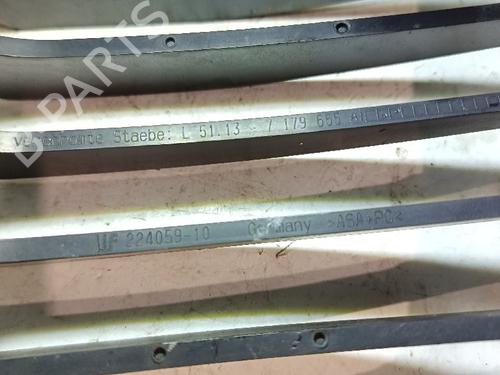 B PARTS
Staebe: L 51.13 - 7 179 655
224059-10 Germany >ASA+PC<